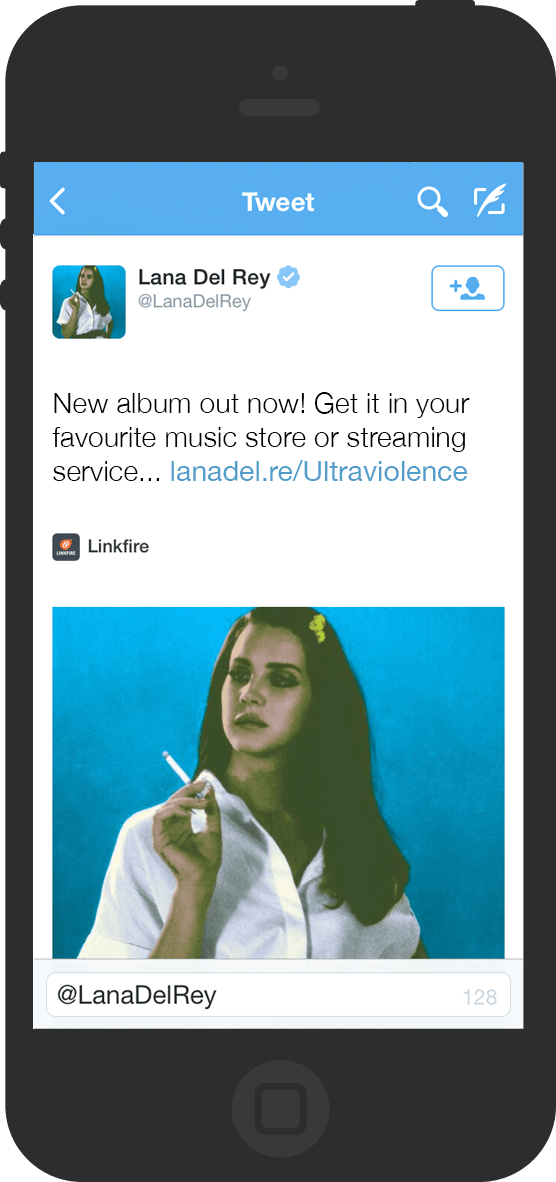 Tweet
Lana Del Rey
@LanaDelRey
New album out now! Get it in your
favourite music store or streaming
service... lanadel.re/Ultraviolence
LINKFIRE
Linkfire
@LanaDelRey 128